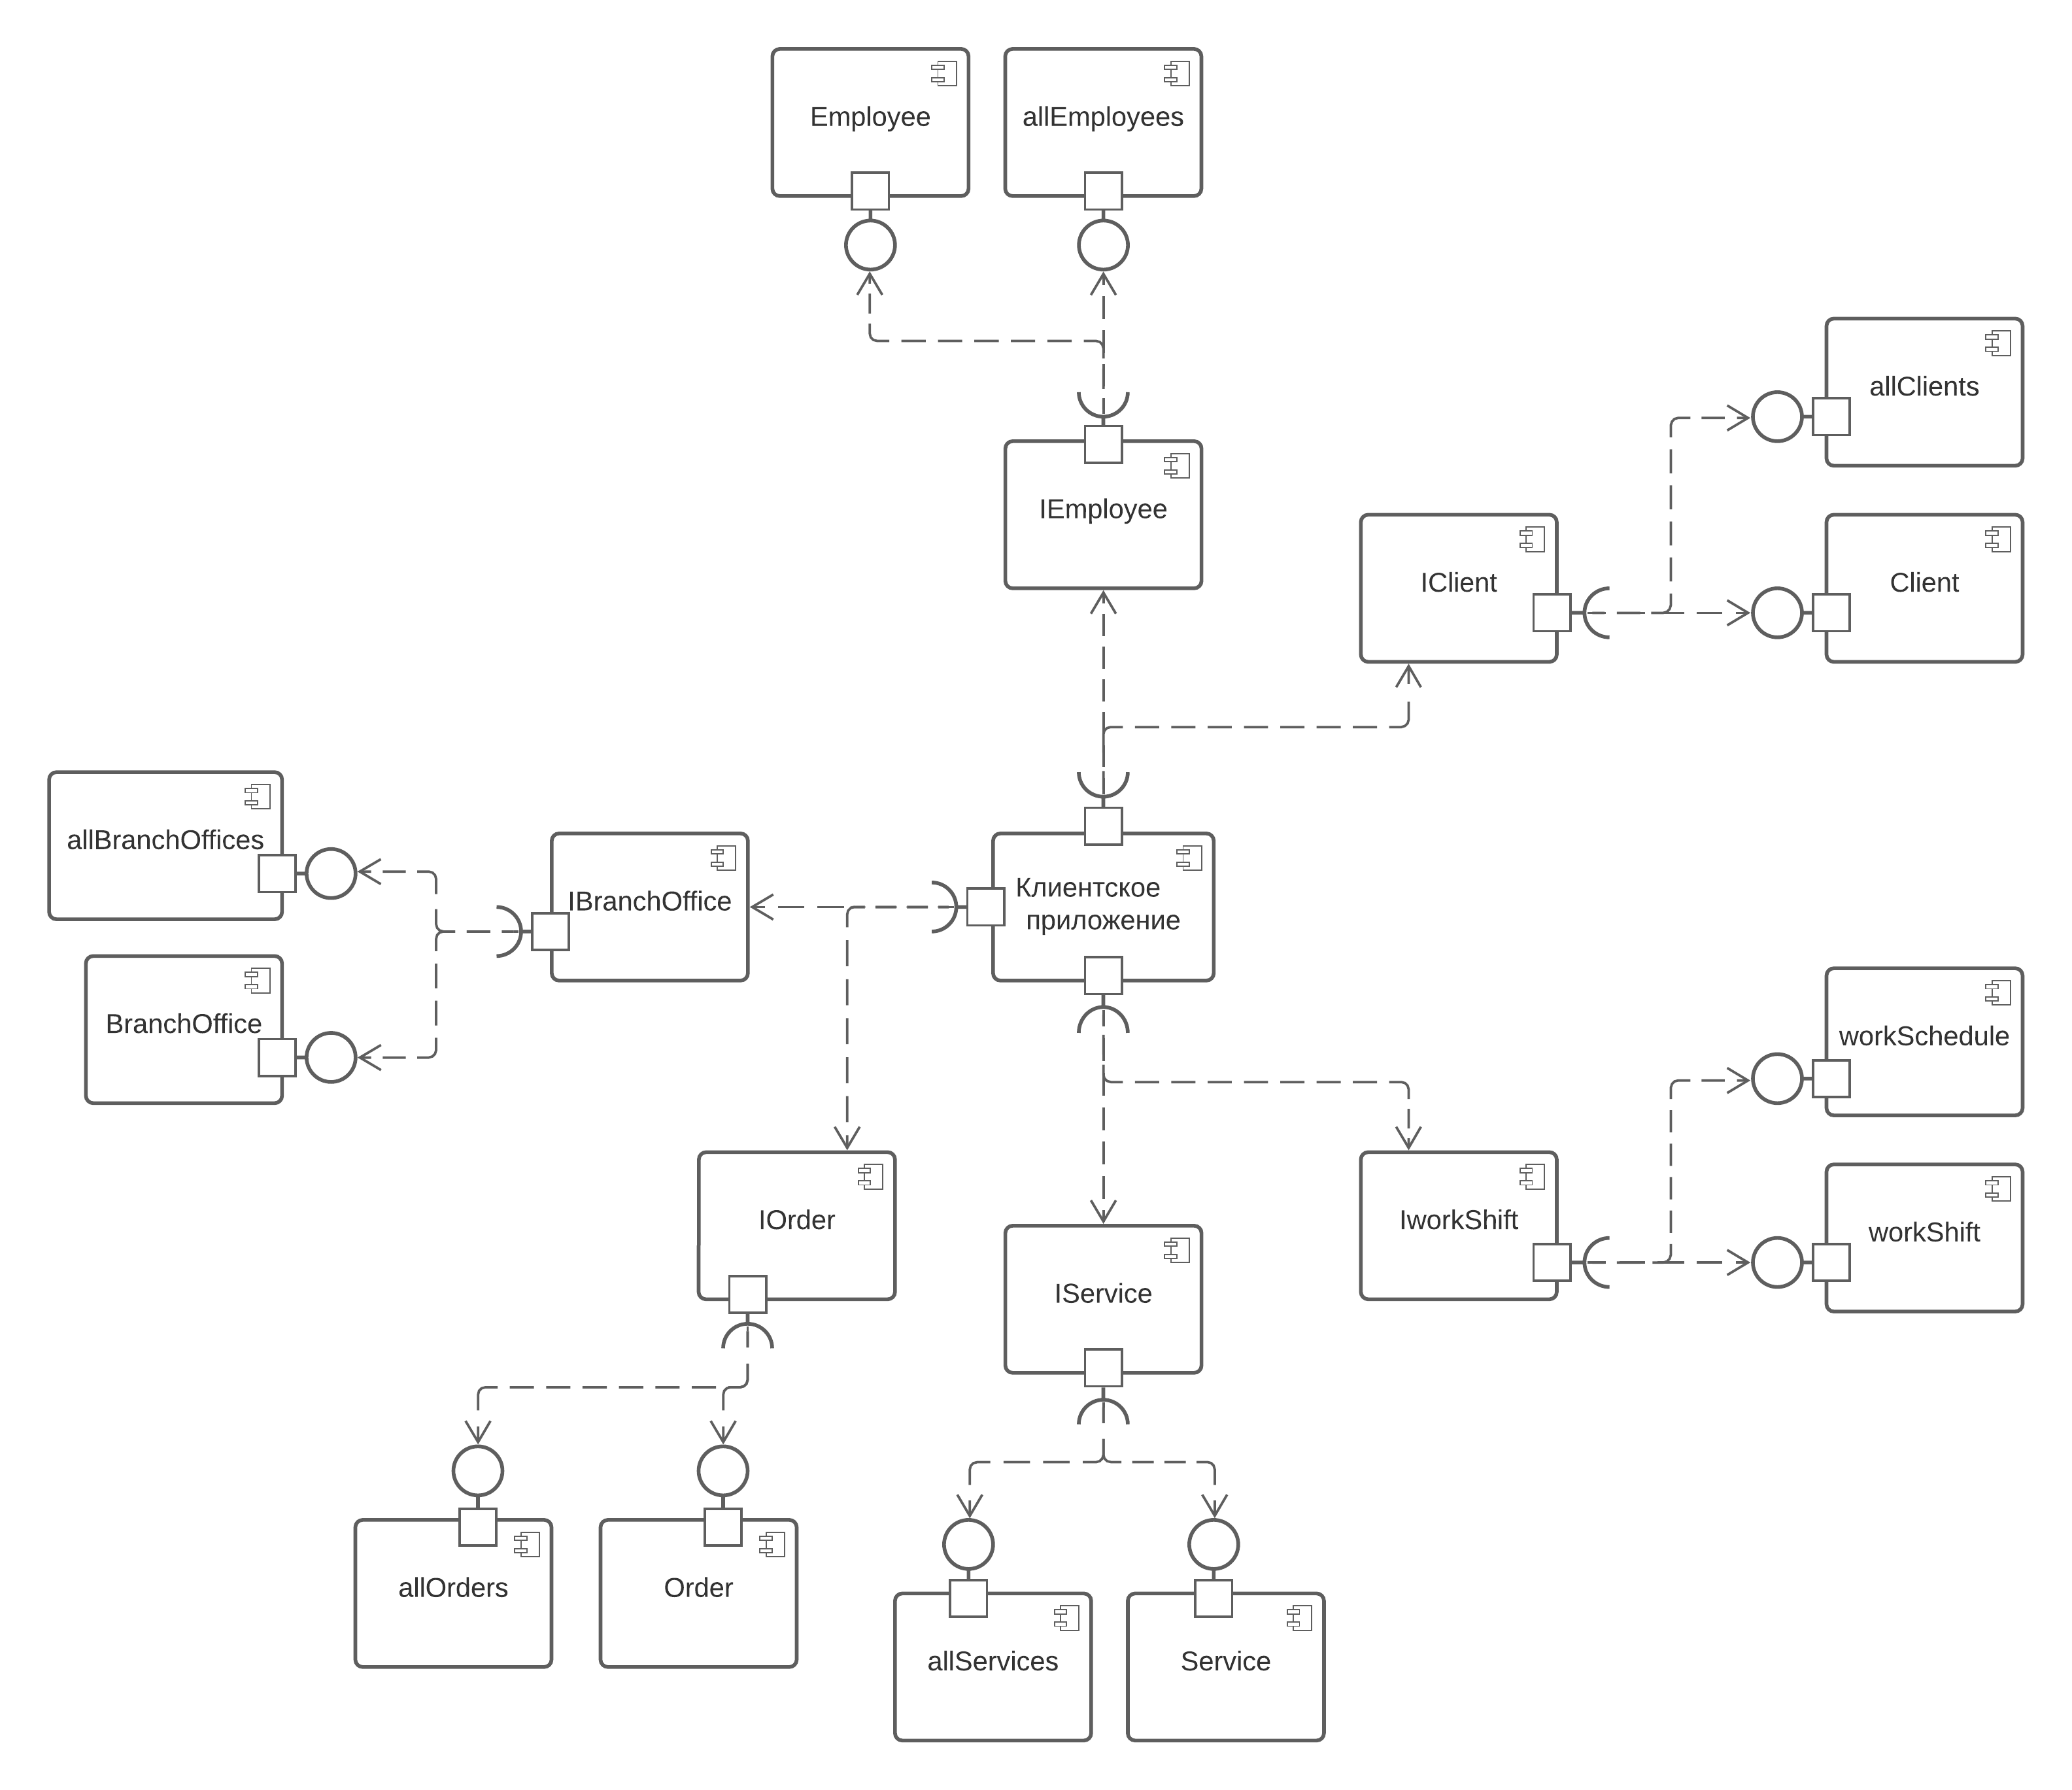 Employee
allEmployees
allClients
IEmployee
IClient
Client
allBranchOffices
IBranchOffice
Клиентское
приложение
BranchOffice
workSchedule
IOrder
IworkShift
workShift
IService
allOrders
Order
allServices
Service